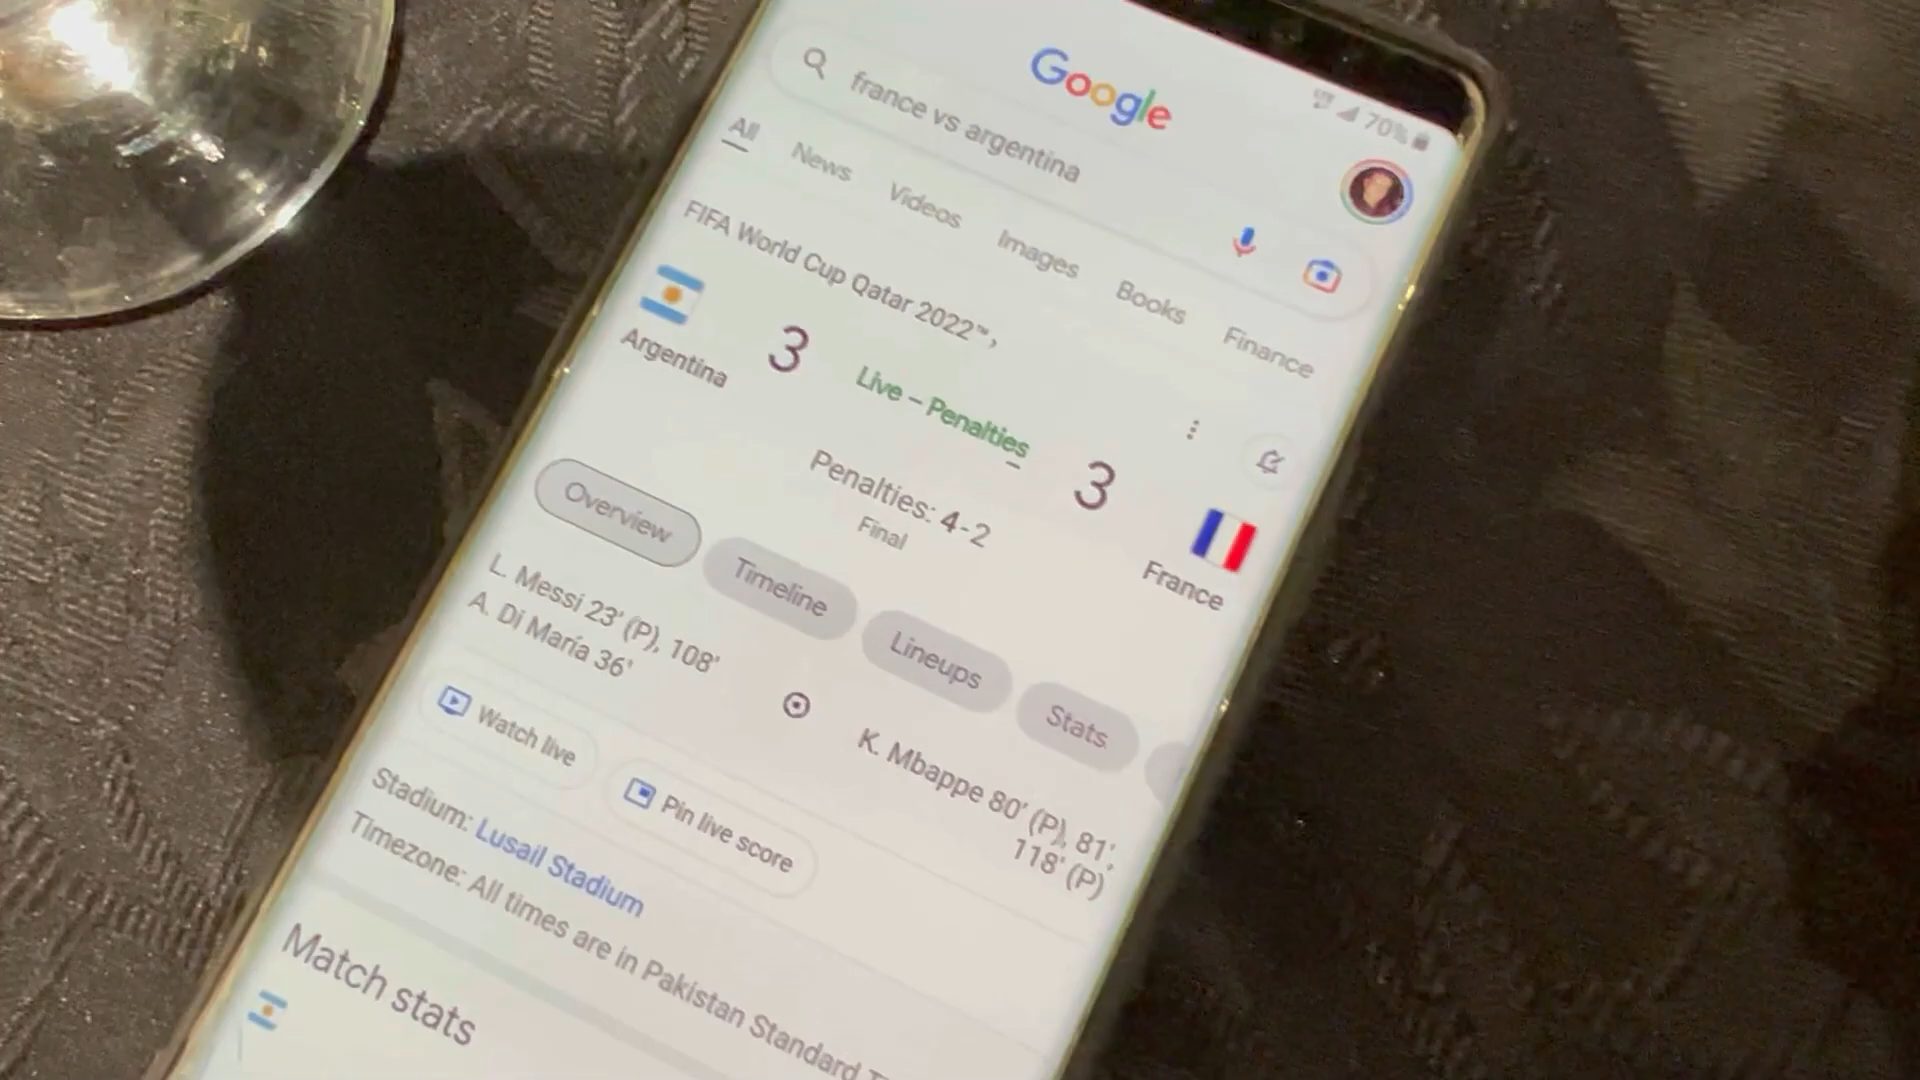 70%
Google
france vs argentina
All News Videos Images Books Finance
FIFA World Cup Qatar 2022™,
Argentina
3
Live – Penalties
3
France
Penalties: 4-2
Final
Overview Timeline Lineups Stats
L. Messi 23' (P), 108'
A. Di María 36'
K. Mbappe 80' (P), 81',
118' (P)
Watch live
Pin live score
Stadium: Lusail Stadium
Timezone: All times are in Pakistan Standard T
Match stats